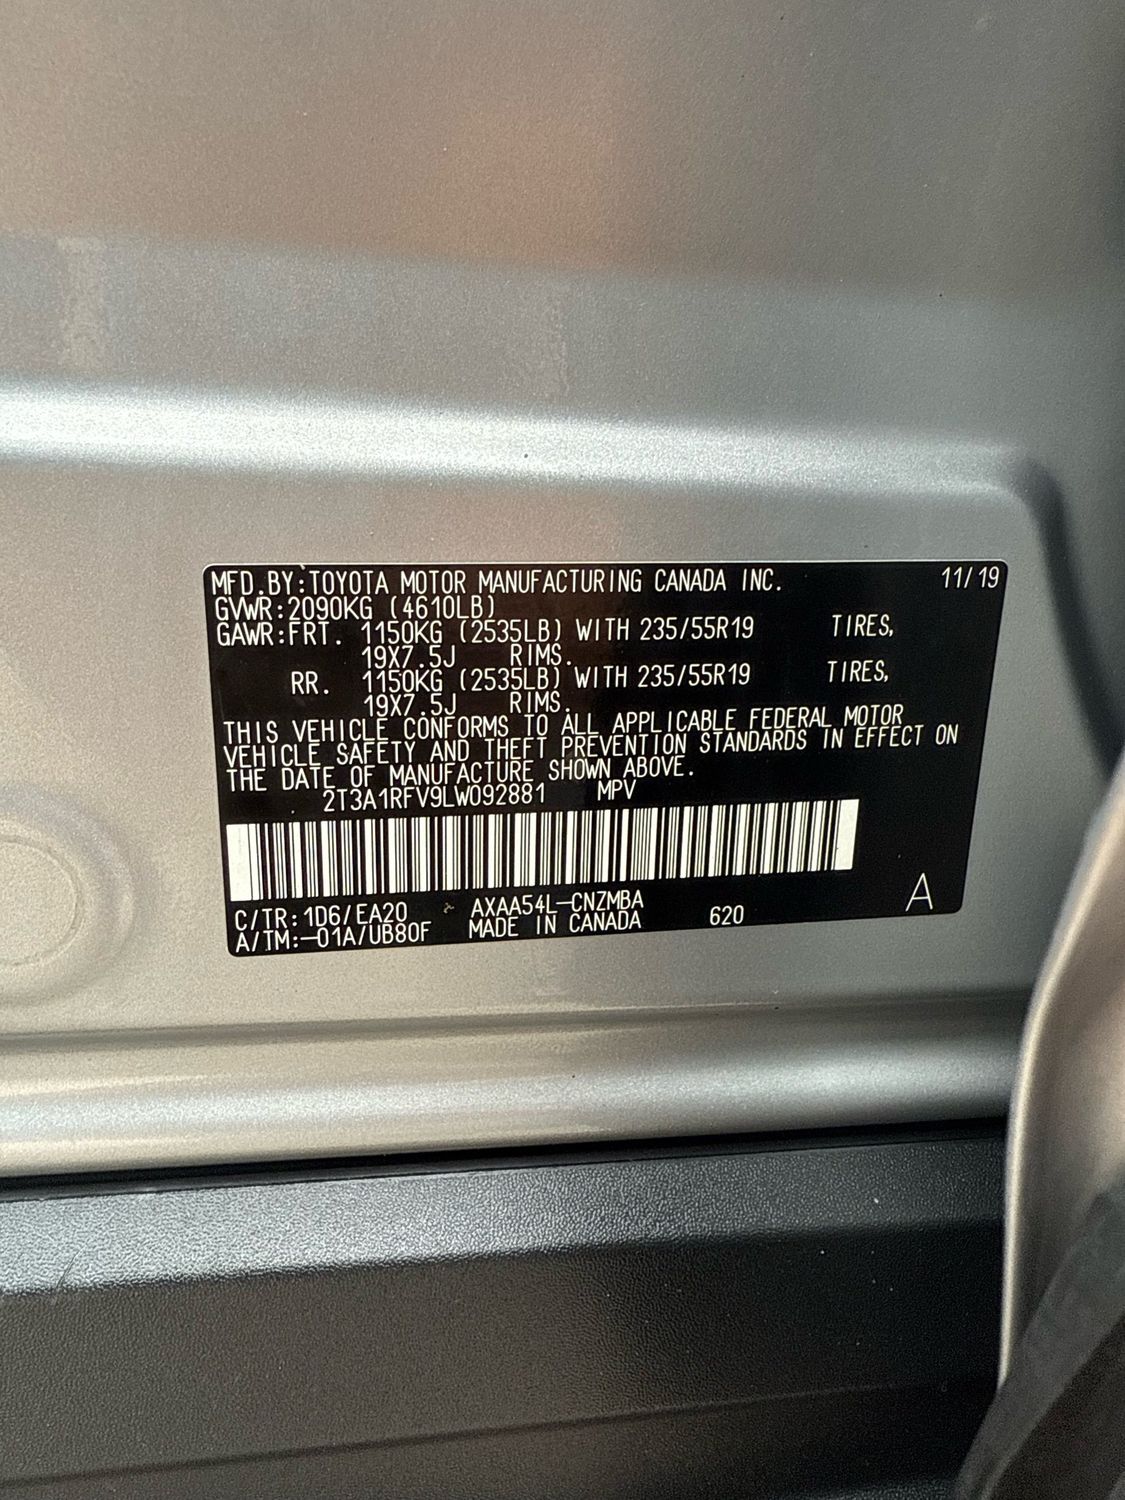 MFD.BY:TOYOTA MOTOR MANUFACTURING CANADA INC. 11/19
GVWR:2090KG (4610LB)
GAWR:FRT. 1150KG (2535LB) WITH 235/55R19 TIRES,
19X7.5J RIMS.
RR. 1150KG (2535LB) WITH 235/55R19 TIRES,
19X7.5J RIMS.
THIS VEHICLE CONFORMS TO ALL APPLICABLE FEDERAL MOTOR
VEHICLE SAFETY AND THEFT PREVENTION STANDARDS IN EFFECT ON
THE DATE OF MANUFACTURE SHOWN ABOVE.
2T3A1RFV9LW092881 MPV
C/TR:1D6/EA20 AXAA54L-CNZMBA
A/TM:-01A/UB80F MADE IN CANADA 620 A